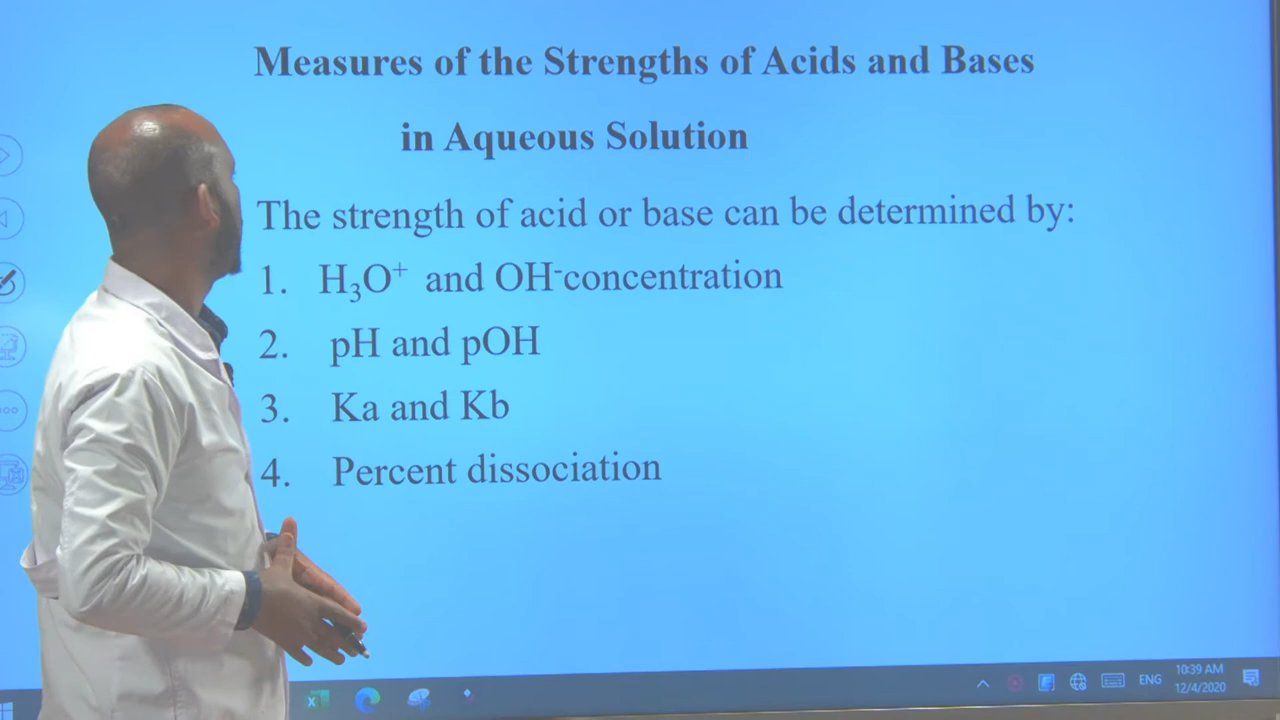 Measures of the Strengths of Acids and Bases
in Aqueous Solution
The strength of acid or base can be determined by:
1. H₃O⁺ and OH⁻concentration
2. pH and pOH
3. Ka and Kb
4. Percent dissociation
ENG
10:39 AM
12/4/2020